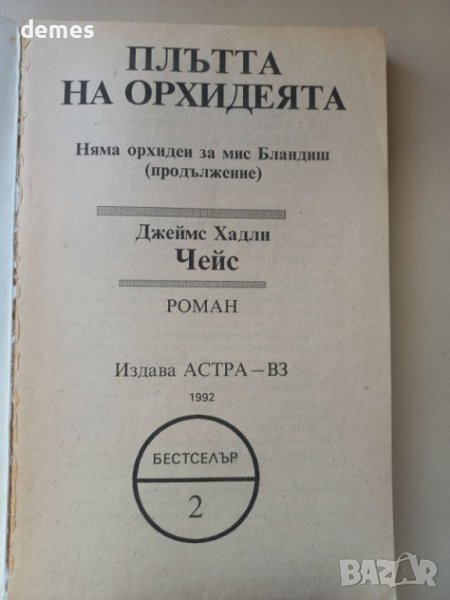 demes
ПЛЪТТА
НА ОРХИДЕЯТА
Няма орхидеи за мис Бландиш
(продължение)
Джеймс Хадли
Чейс
РОМАН
Издава АСТРА – ВЗ
1992
БЕСТСЕЛЪР
2
BAZAR